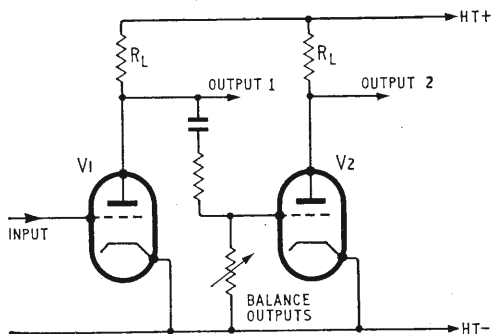 HT+
RL
RL
OUTPUT 1
OUTPUT 2
V1
V2
INPUT
BALANCE
OUTPUTS
HT-